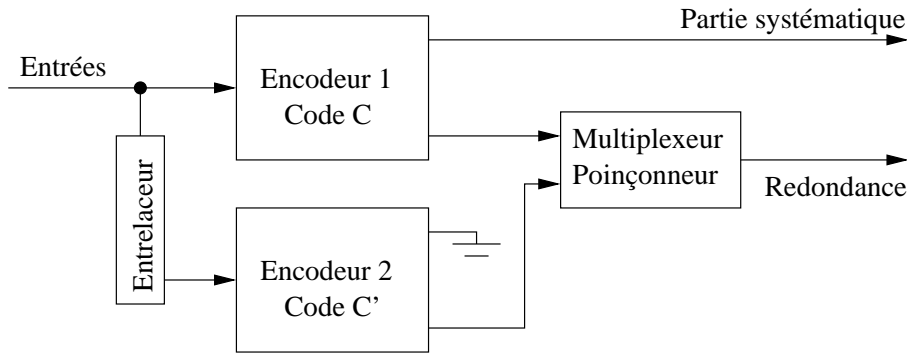 Partie systématique
Entrées
Encodeur 1
Code C
Multiplexeur
Poinçonneur
Redondance
Entrelaceur
Encodeur 2
Code C’